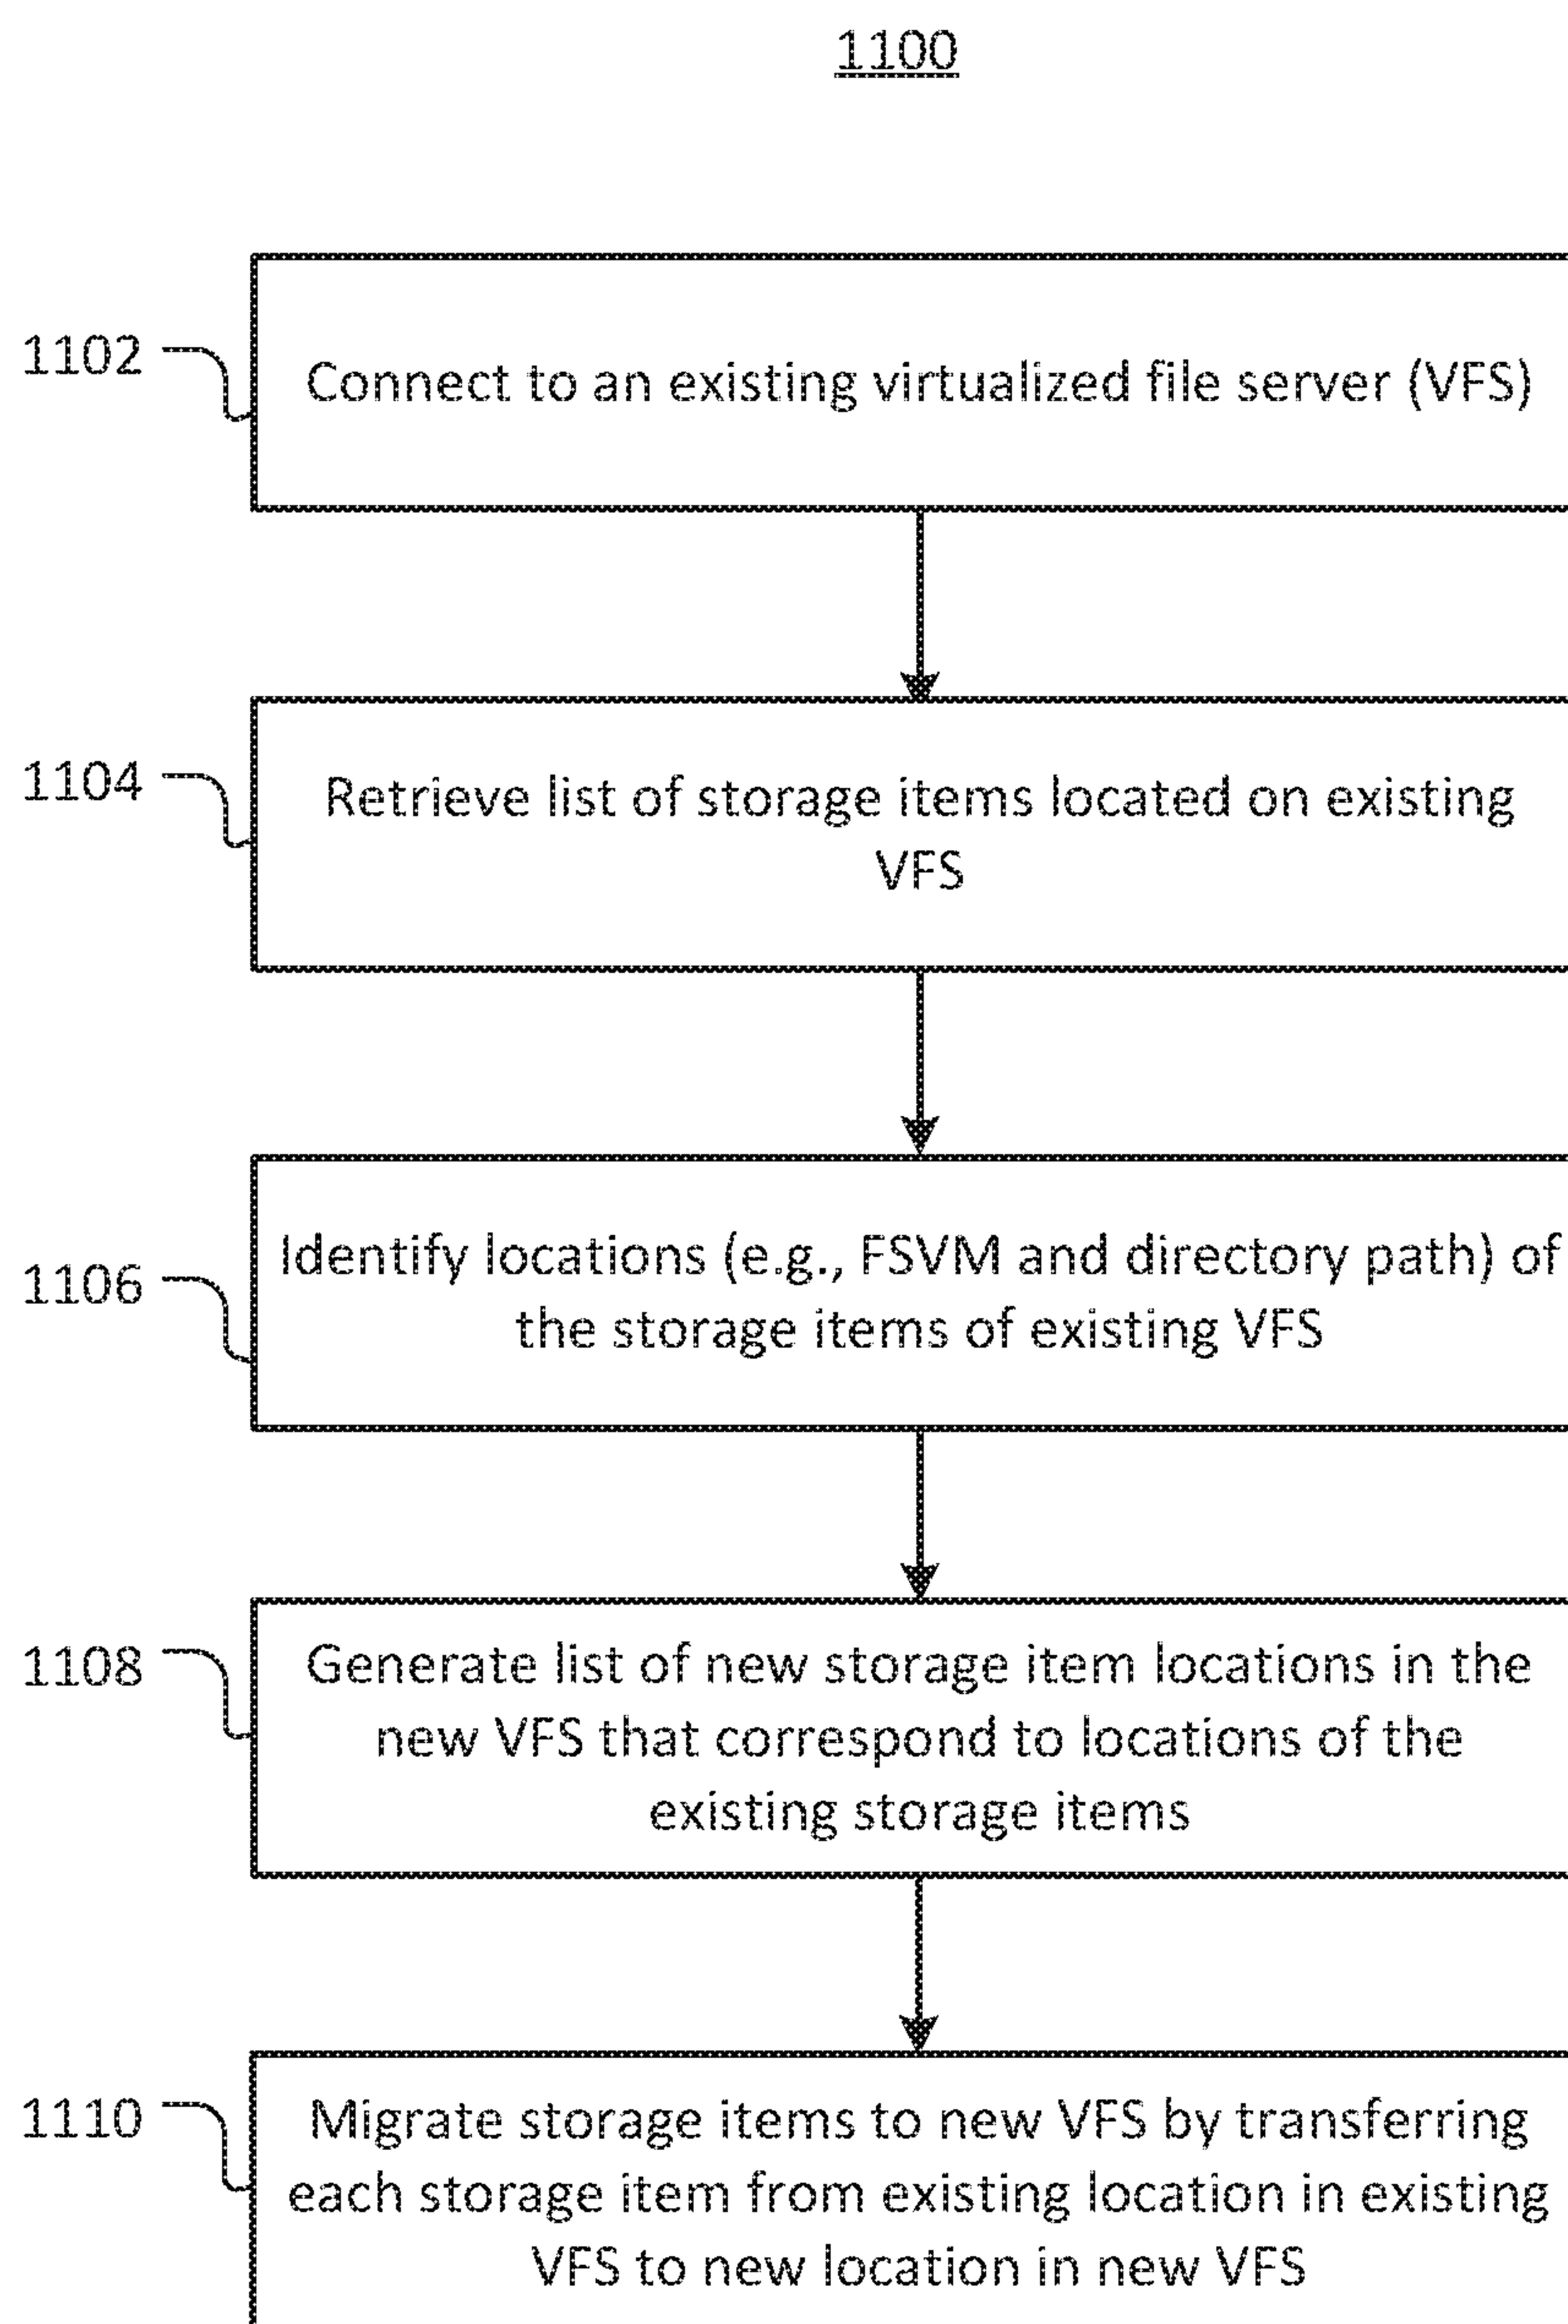 1100
1102
Connect to an existing virtualized file server (VFS)
1104
Retrieve list of storage items located on existing
VFS
1106
Identify locations (e.g., FSVM and directory path) of
the storage items of existing VFS
1108
Generate list of new storage item locations in the
new VFS that correspond to locations of the
existing storage items
1110
Migrate storage items to new VFS by transferring
each storage item from existing location in existing
VFS to new location in new VFS